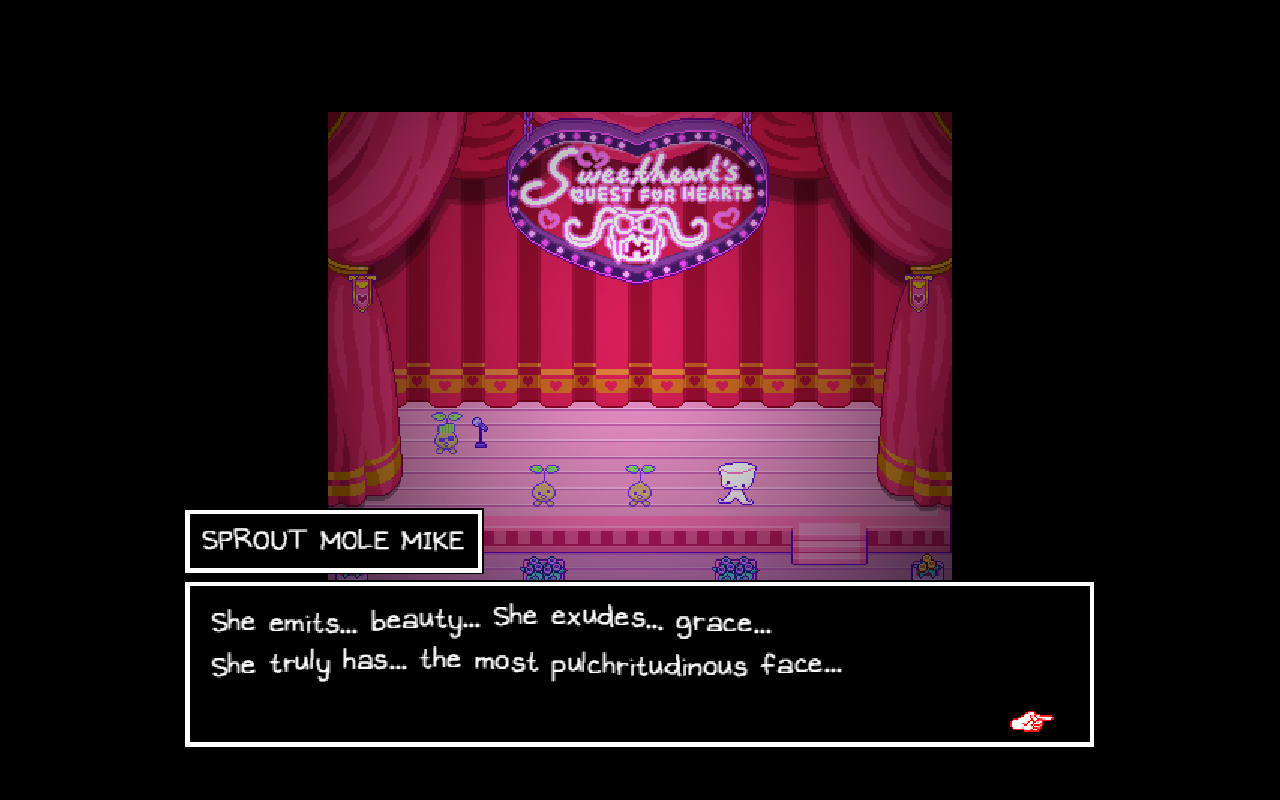 Sweetheart's
QUEST FOR HEARTS
SPROUT MOLE MIKE
She emits... beauty... She exudes... grace...
She truly has... the most pulchritudinous face...